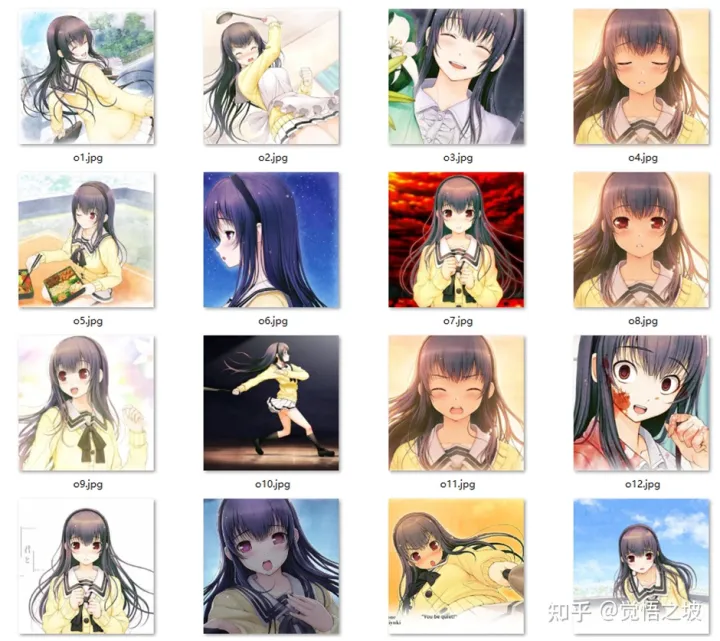 o1.jpg o2.jpg o3.jpg o4.jpg
o5.jpg o6.jpg o7.jpg o8.jpg
o9.jpg o10.jpg o11.jpg o12.jpg
"You be quiet!"
知乎 @觉悟之坡